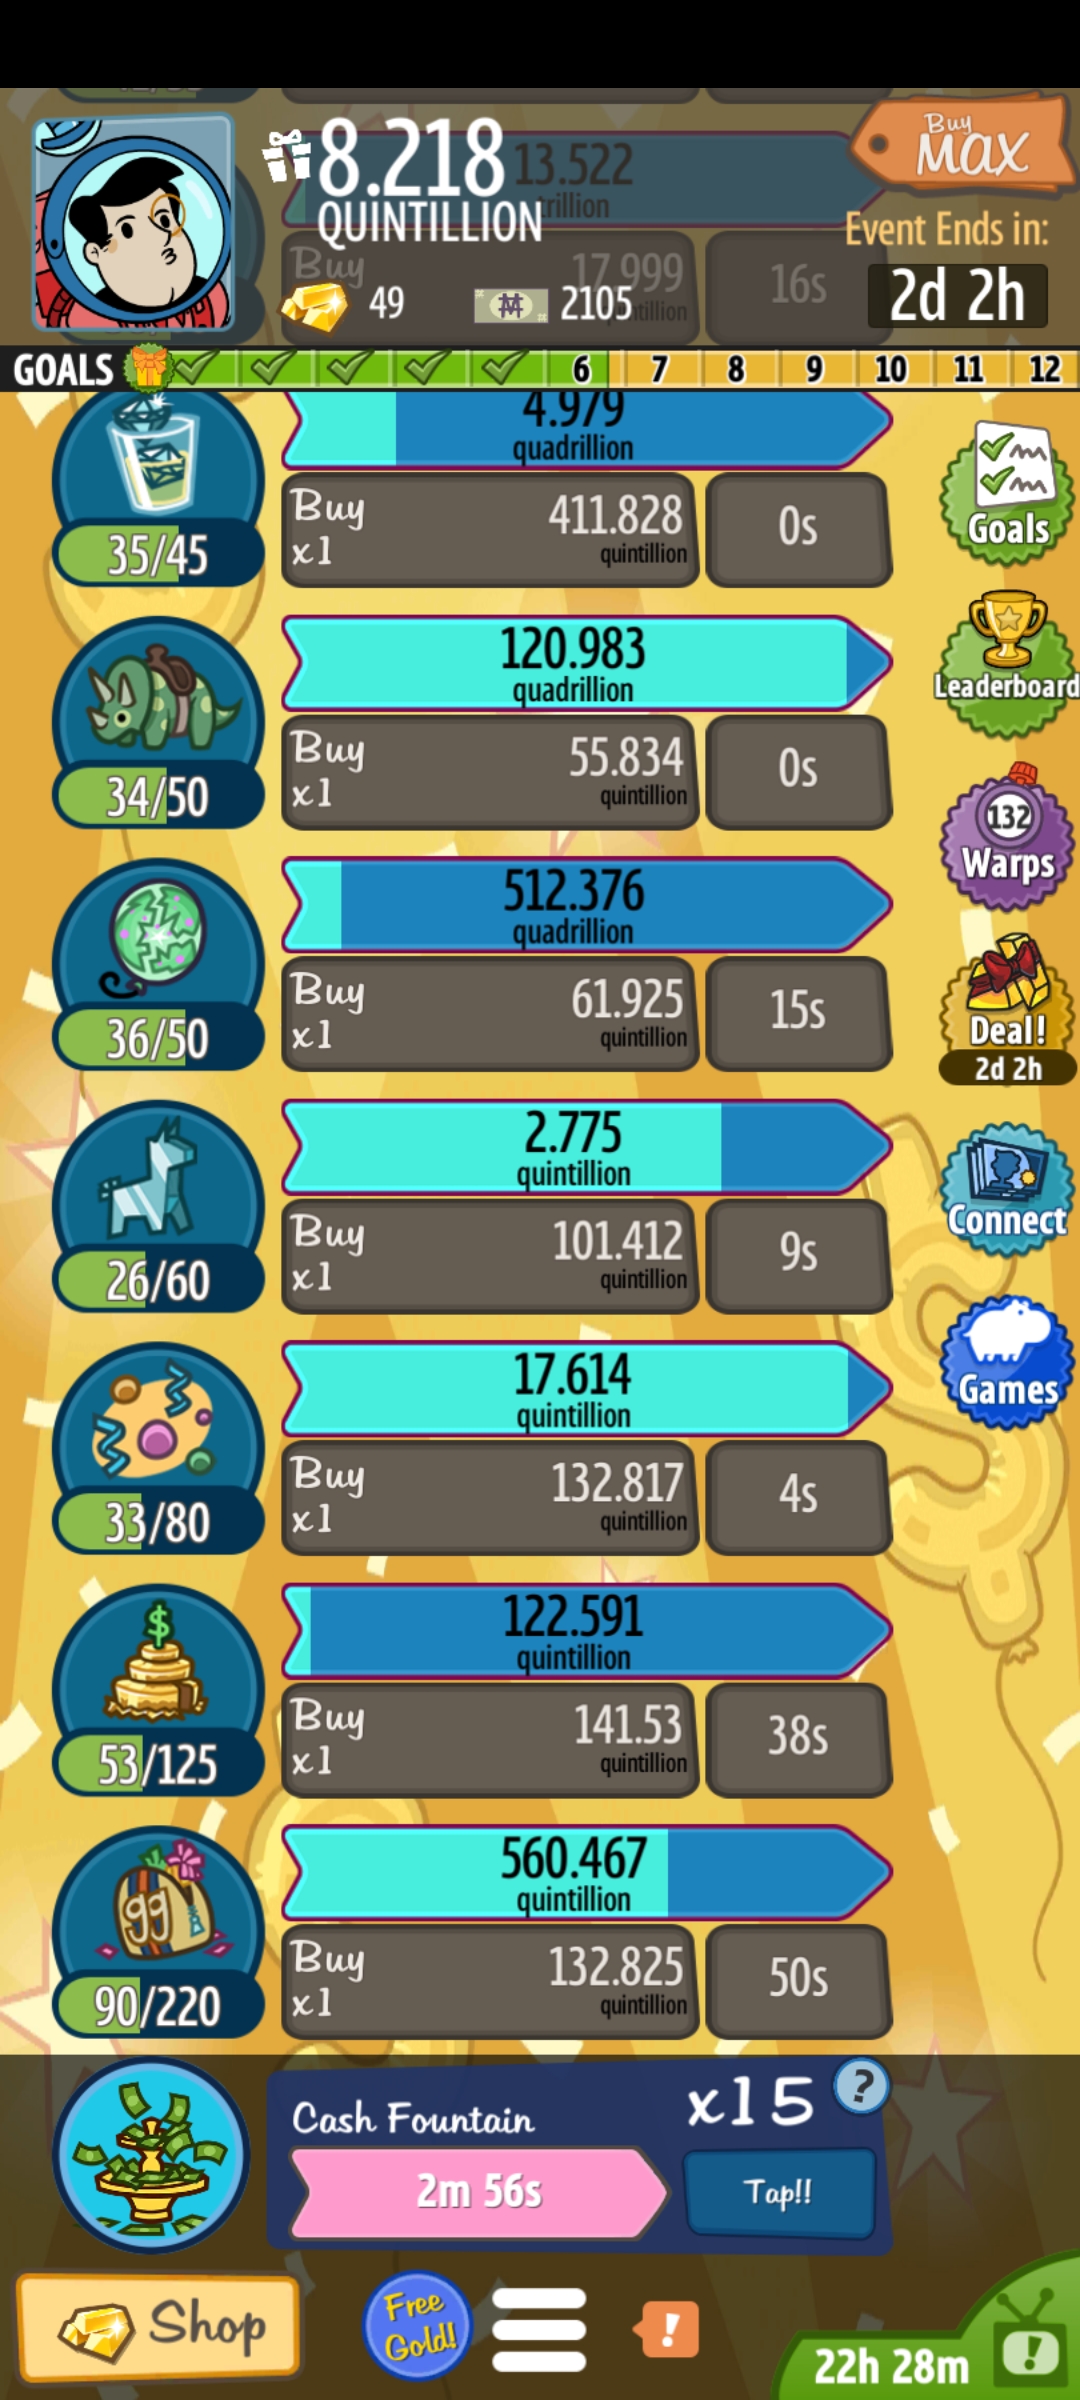 8.218
QUINTILLION
13.522
trillion
Buy
MAX
Event Ends in:
2d 2h
Buy
17.999
16s
49
2105
GOALS
6
7
8
9
10
11
12
4.979
quadrillion
35/45
Buy
x1
411.828
quintillion
0s
Goals
120.983
quadrillion
34/50
Buy
x1
55.834
quintillion
0s
Leaderboard
132
Warps
512.376
quadrillion
36/50
Buy
x1
61.925
quintillion
15s
Deal!
2d 2h
2.775
quintillion
26/60
Buy
x1
101.412
quintillion
9s
Connect
17.614
quintillion
33/80
Buy
x1
132.817
quintillion
4s
Games
122.591
quintillion
$
53/125
Buy
x1
141.53
quintillion
38s
560.467
quintillion
gg
90/220
Buy
x1
132.825
quintillion
50s
Cash Fountain
x15
?
2m 56s
Tap!!
Shop
Free
Gold!
!
!
22h 28m